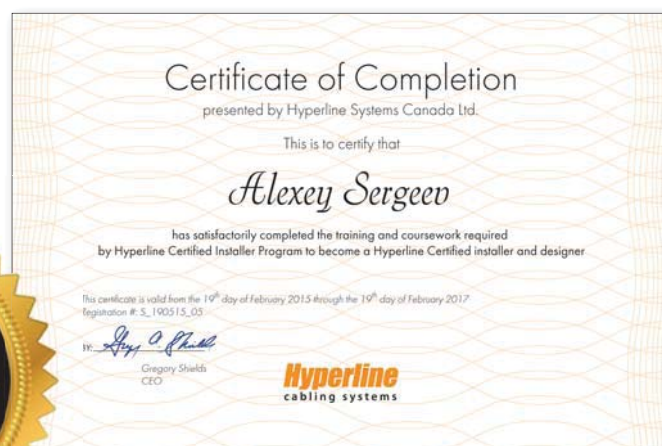 Certificate of Completion
presented by Hyperline Systems Canada Ltd.
This is to certify that
Alexey Sergeev
has satisfactorily completed the training and coursework required
by Hyperline Certified Installer Program to become a Hyperline Certified installer and designer
This certificate is valid from the 19th day of February 2015 through the 19th day of February 2017
Registration #: S_190515_05
BY:
Gregory Shields
CEO
Hyperline
cabling systems